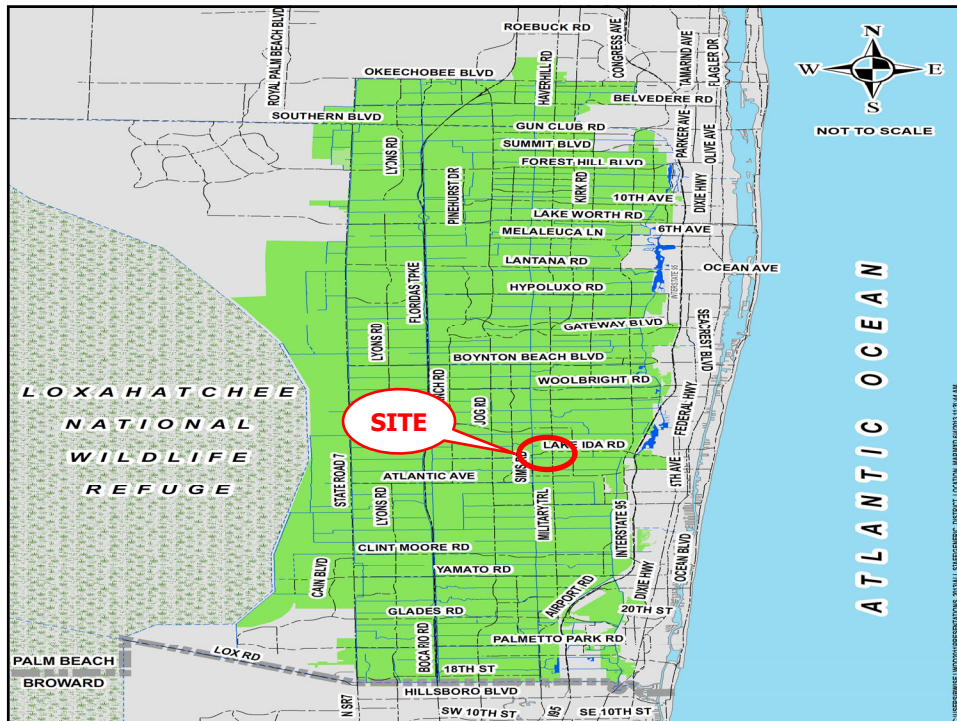 ROEBUCK RD
ROYAL PALM BEACH BLVD
HAVERHILL RD
CONGRESS AVE
TAMARIND AVE
FLAGLER DR
N
W
E
S
NOT TO SCALE
OKEECHOBEE BLVD
BELVEDERE RD
SOUTHERN BLVD
GUN CLUB RD
SUMMIT BLVD
FOREST HILL BLVD
PARKER AVE
OLIVE AVE
LYONS RD
PINEHURST DR
KIRK RD
10TH AVE
DIXIE HWY
LAKE WORTH RD
MELALEUCA LN
6TH AVE
LANTANA RD
OCEAN AVE
FLORIDAS TPKE
HYPOLUXO RD
INTERSTATE 95
GATEWAY BLVD
SEACREST BLVD
LYONS RD
BOYNTON BEACH BLVD
WOOLBRIGHT RD
JOG RD
FEDERAL HWY
LOXAHATCHEE
NATIONAL
WILDLIFE
REFUGE
SITE
LAKE IDA RD
SIMS RD
ATLANTIC AVE
5TH AVE
STATE ROAD 7
LYONS RD
MILITARY TRL
INTERSTATE 95
CLINT MOORE RD
OCEAN BLVD
YAMATO RD
CAIN BLVD
AIRPORT RD
DIXIE HWY
20TH ST
GLADES RD
BOCA RIO RD
PALMETTO PARK RD
LOX RD
18TH ST
PALM BEACH
BROWARD
HILLSBORO BLVD
N SR7
SW 10TH ST
I95
SE 10TH ST
ATLANTIC OCEAN